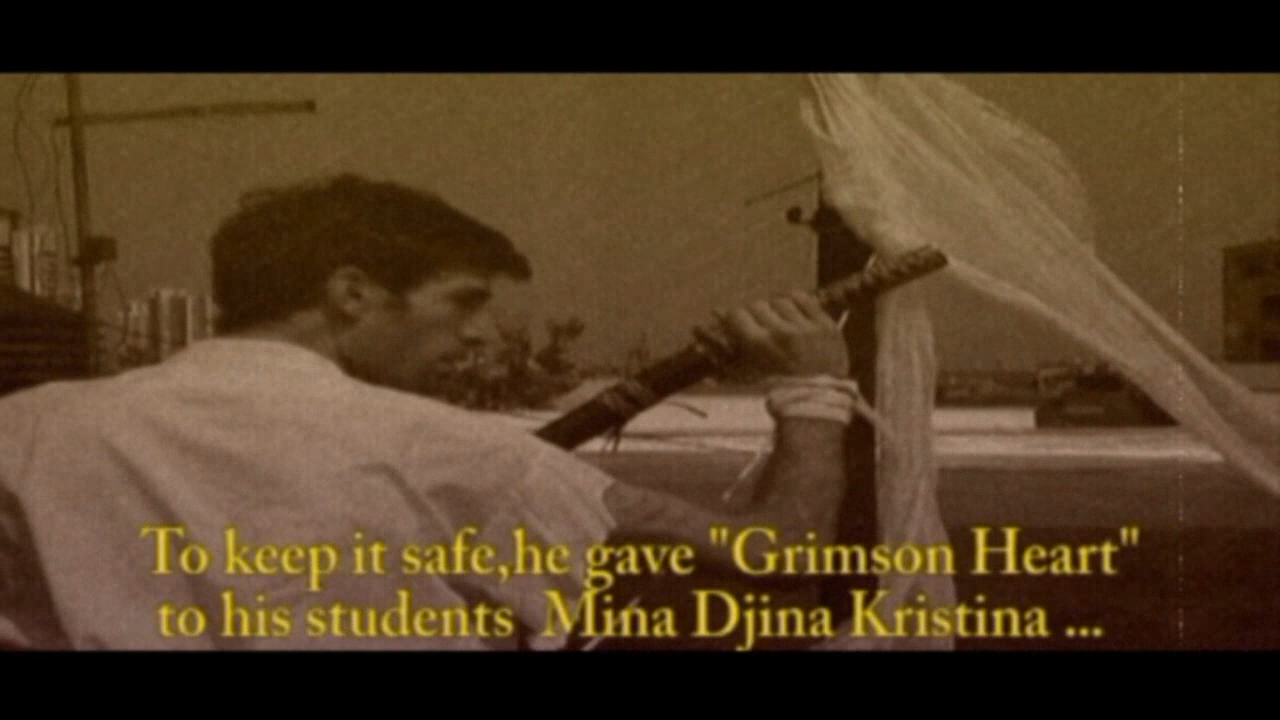 To keep it safe,he gave "Grimson Heart"
to his students Mina Djina Kristina ...